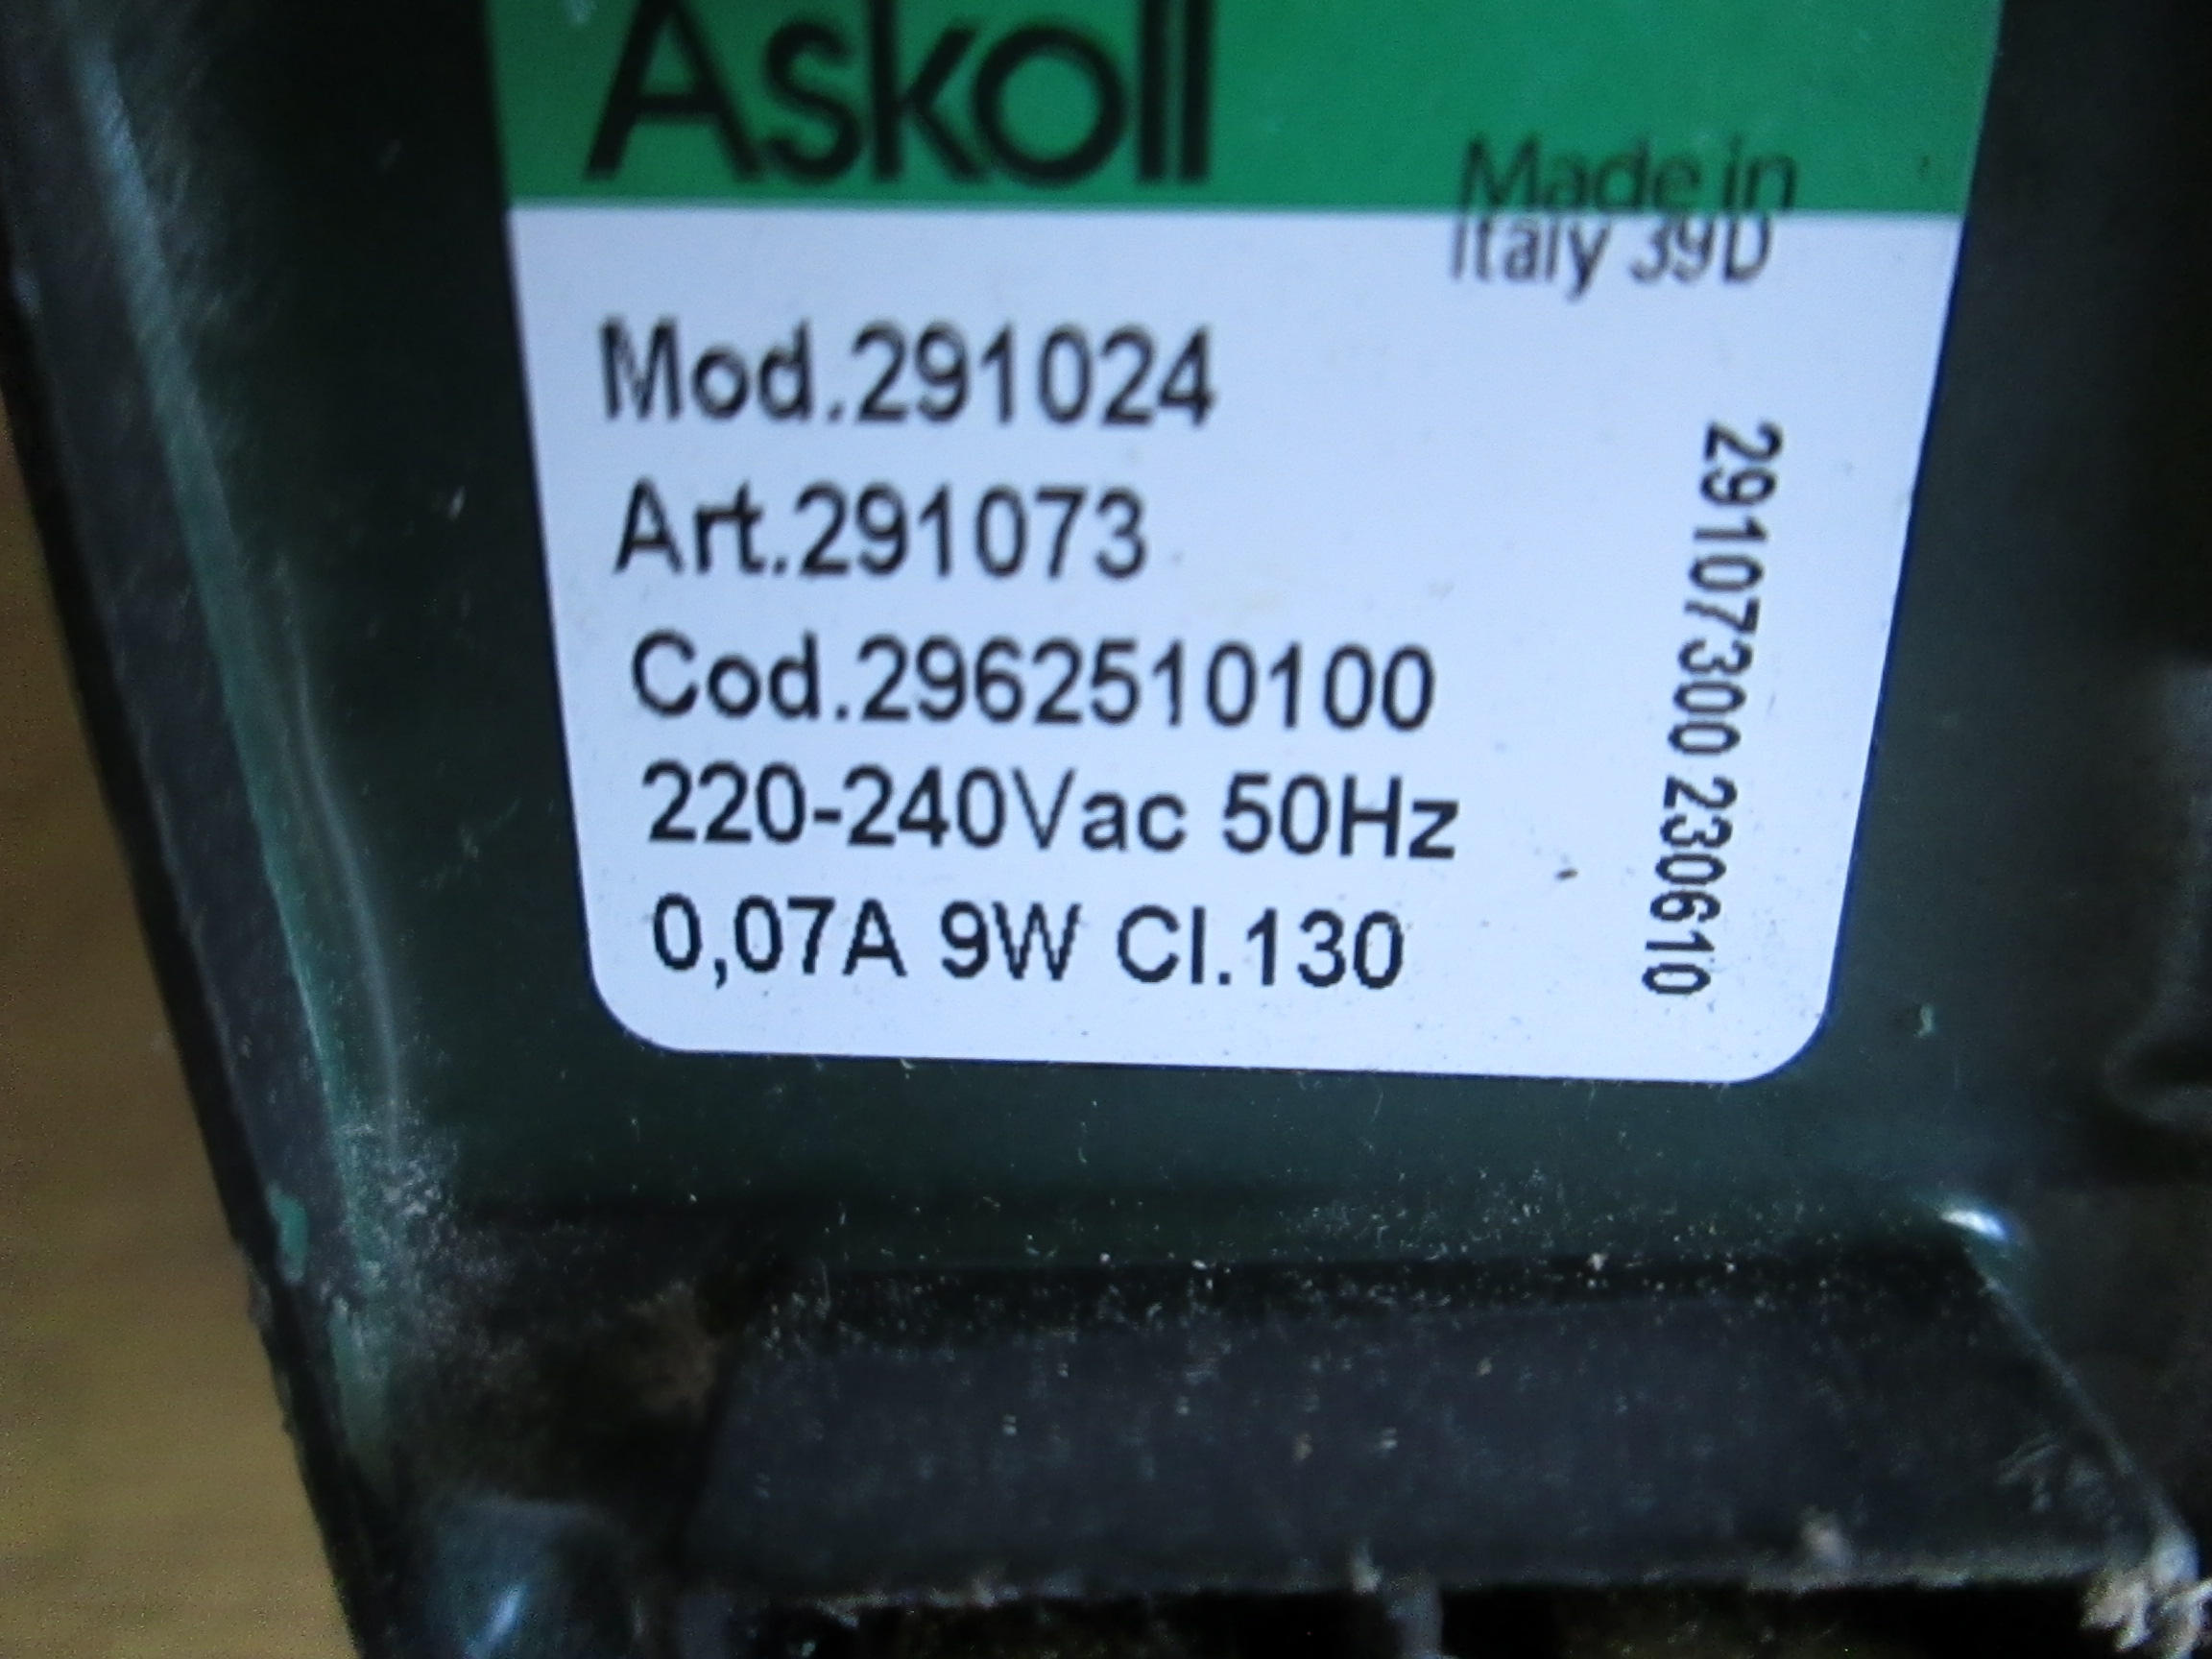 Askoll
Made in
Italy 39D
Mod.291024
Art.291073
Cod.2962510100
220-240Vac 50Hz
0,07A 9W Cl.130
29107300 230610